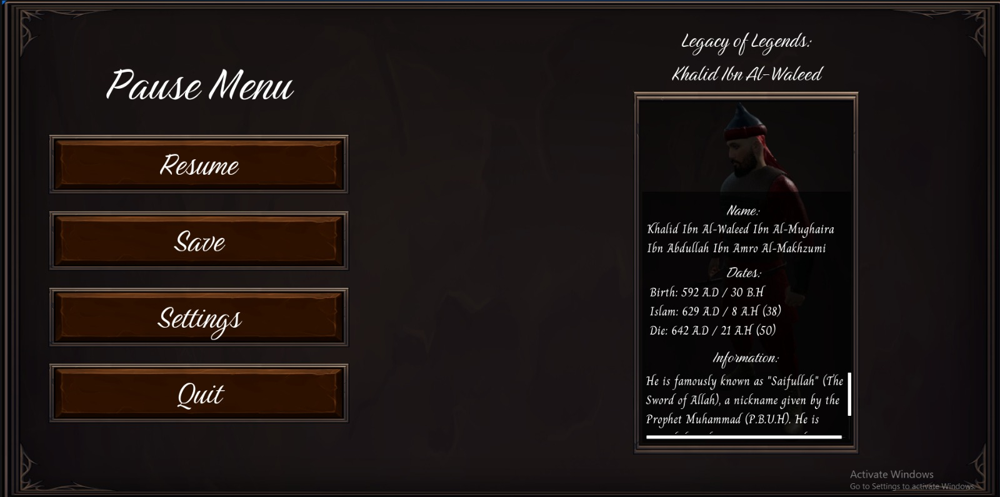 Pause Menu
Resume
Save
Settings
Quit
Legacy of Legends:
Khalid Ibn Al-Waleed
Name:
Khalid Ibn Al-Waleed Ibn Al-Mughaira
Ibn Abdullah Ibn Amro Al-Makhzumi
Dates:
Birth: 592 A.D / 30 B.H
Islam: 629 A.D / 8 A.H (38)
Die: 642 A.D / 21 A.H (50)
Information:
He is famously known as "Saifullah" (The
Sword of Allah), a nickname given by the
Prophet Muhammad (P.B.U.H). He is
Activate Windows
Go to Settings to activate Windows.